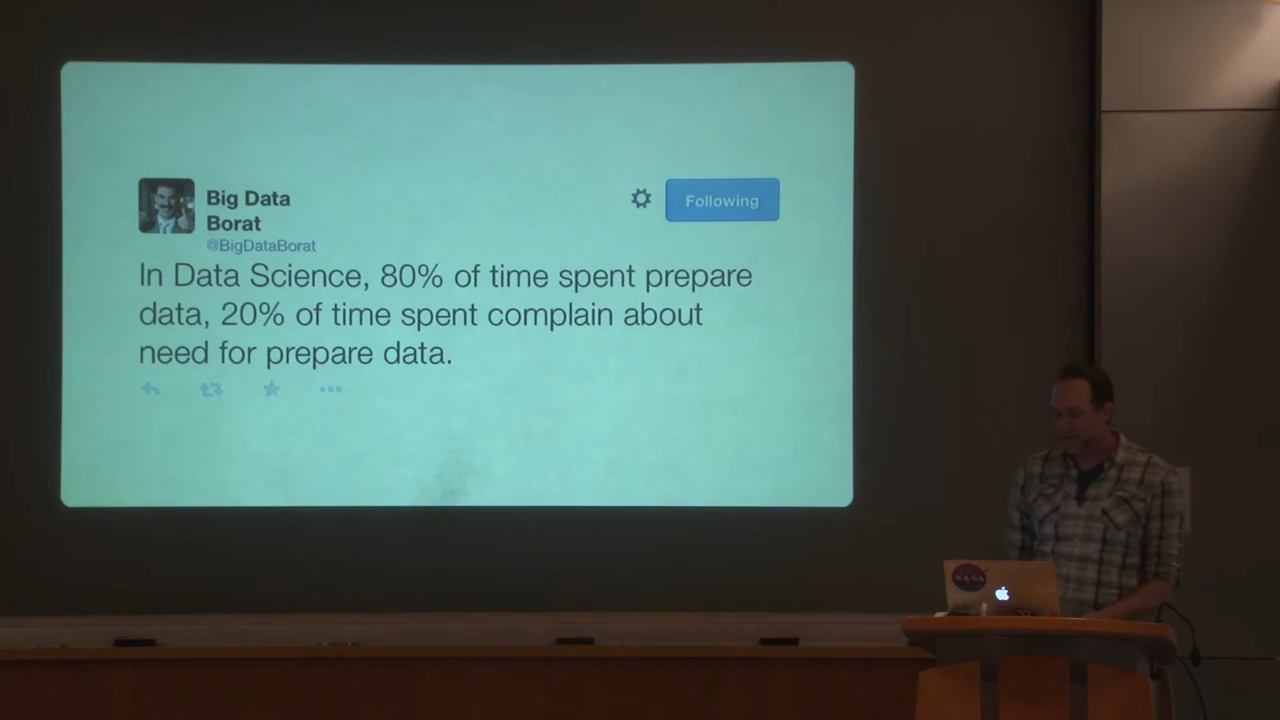 Big Data
Borat
@BigDataBorat
Following
In Data Science, 80% of time spent prepare
data, 20% of time spent complain about
need for prepare data.
NASA